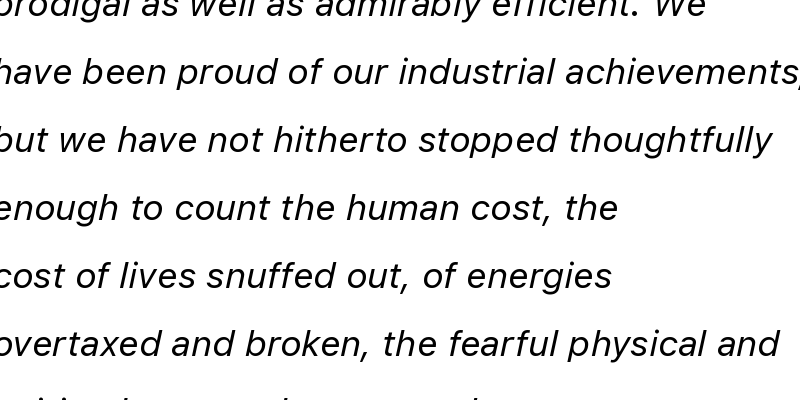 prodigal as well as admirably efficient. We
have been proud of our industrial achievements,
but we have not hitherto stopped thoughtfully
enough to count the human cost, the
cost of lives snuffed out, of energies
overtaxed and broken, the fearful physical and